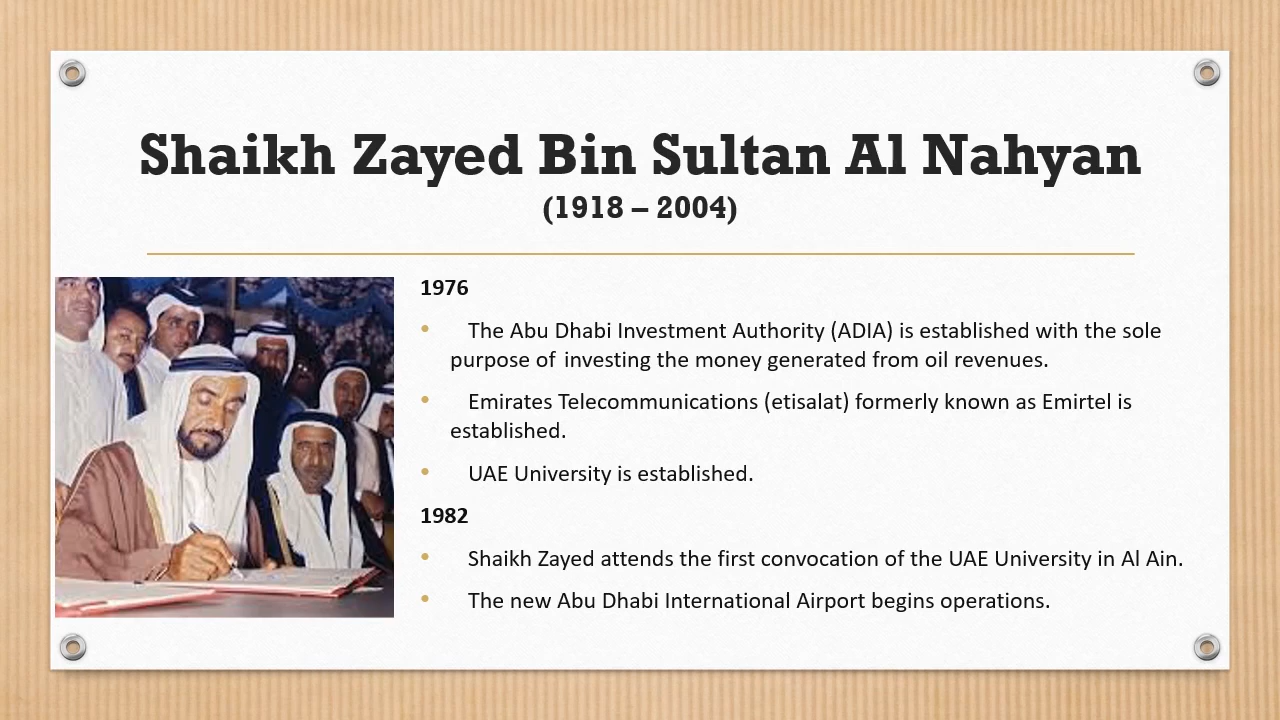 Shaikh Zayed Bin Sultan Al Nahyan
(1918 – 2004)
1976
• The Abu Dhabi Investment Authority (ADIA) is established with the sole
purpose of investing the money generated from oil revenues.
• Emirates Telecommunications (etisalat) formerly known as Emirtel is
established.
• UAE University is established.
1982
• Shaikh Zayed attends the first convocation of the UAE University in Al Ain.
• The new Abu Dhabi International Airport begins operations.